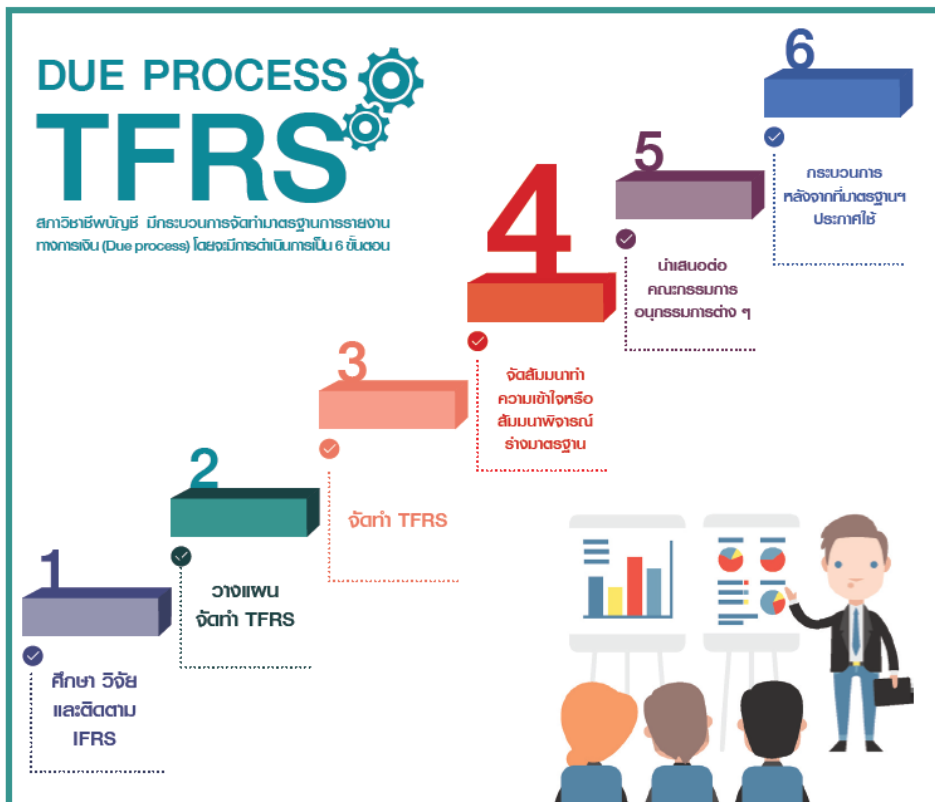 DUE PROCESS
TFRS
สภาวิชาชีพบัญชี มีกระบวนการจัดทำมาตรฐานการรายงาน
ทางการเงิน (Due process) โดยจะมีการดำเนินการเป็น 6 ขั้นตอน
1
ศึกษา วิจัย
และติดตาม
IFRS
2
วางแผน
จัดทำ TFRS
3
จัดทำ TFRS
4
จัดสัมมนาทำ
ความเข้าใจหรือ
สัมมนาพิจารณ์
ร่างมาตรฐาน
5
นำเสนอต่อ
คณะกรรมการ
อนุกรรมการต่าง ๆ
6
กระบวนการ
หลังจากที่มาตรฐานฯ
ประกาศใช้